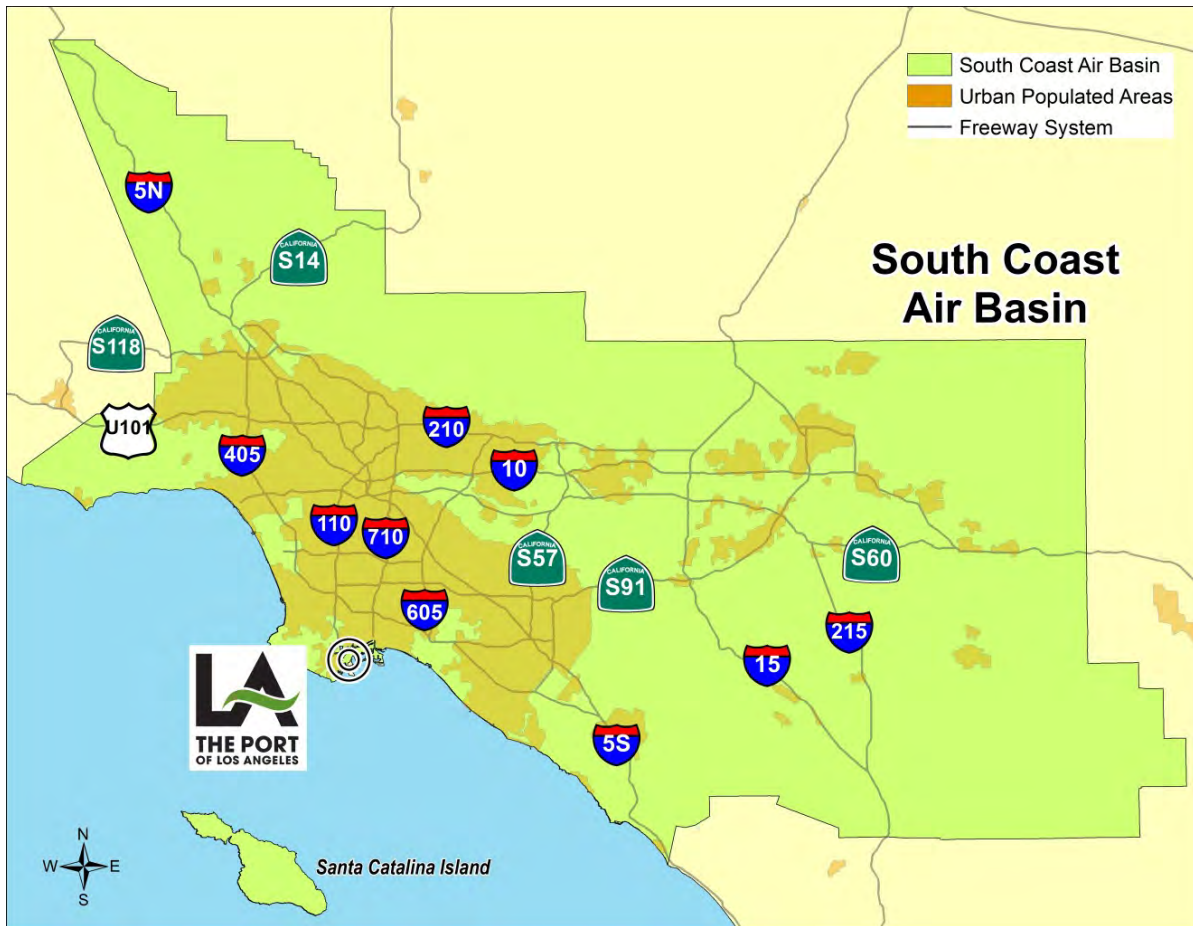 South Coast Air Basin
Urban Populated Areas
Freeway System
South Coast
Air Basin
5N
CALIFORNIA
S14
CALIFORNIA
S118
U101
405
210
10
110
710
CALIFORNIA
S57
CALIFORNIA
S91
CALIFORNIA
S60
605
215
15
5S
LA
THE PORT
OF LOS ANGELES
N
W E
S
Santa Catalina Island